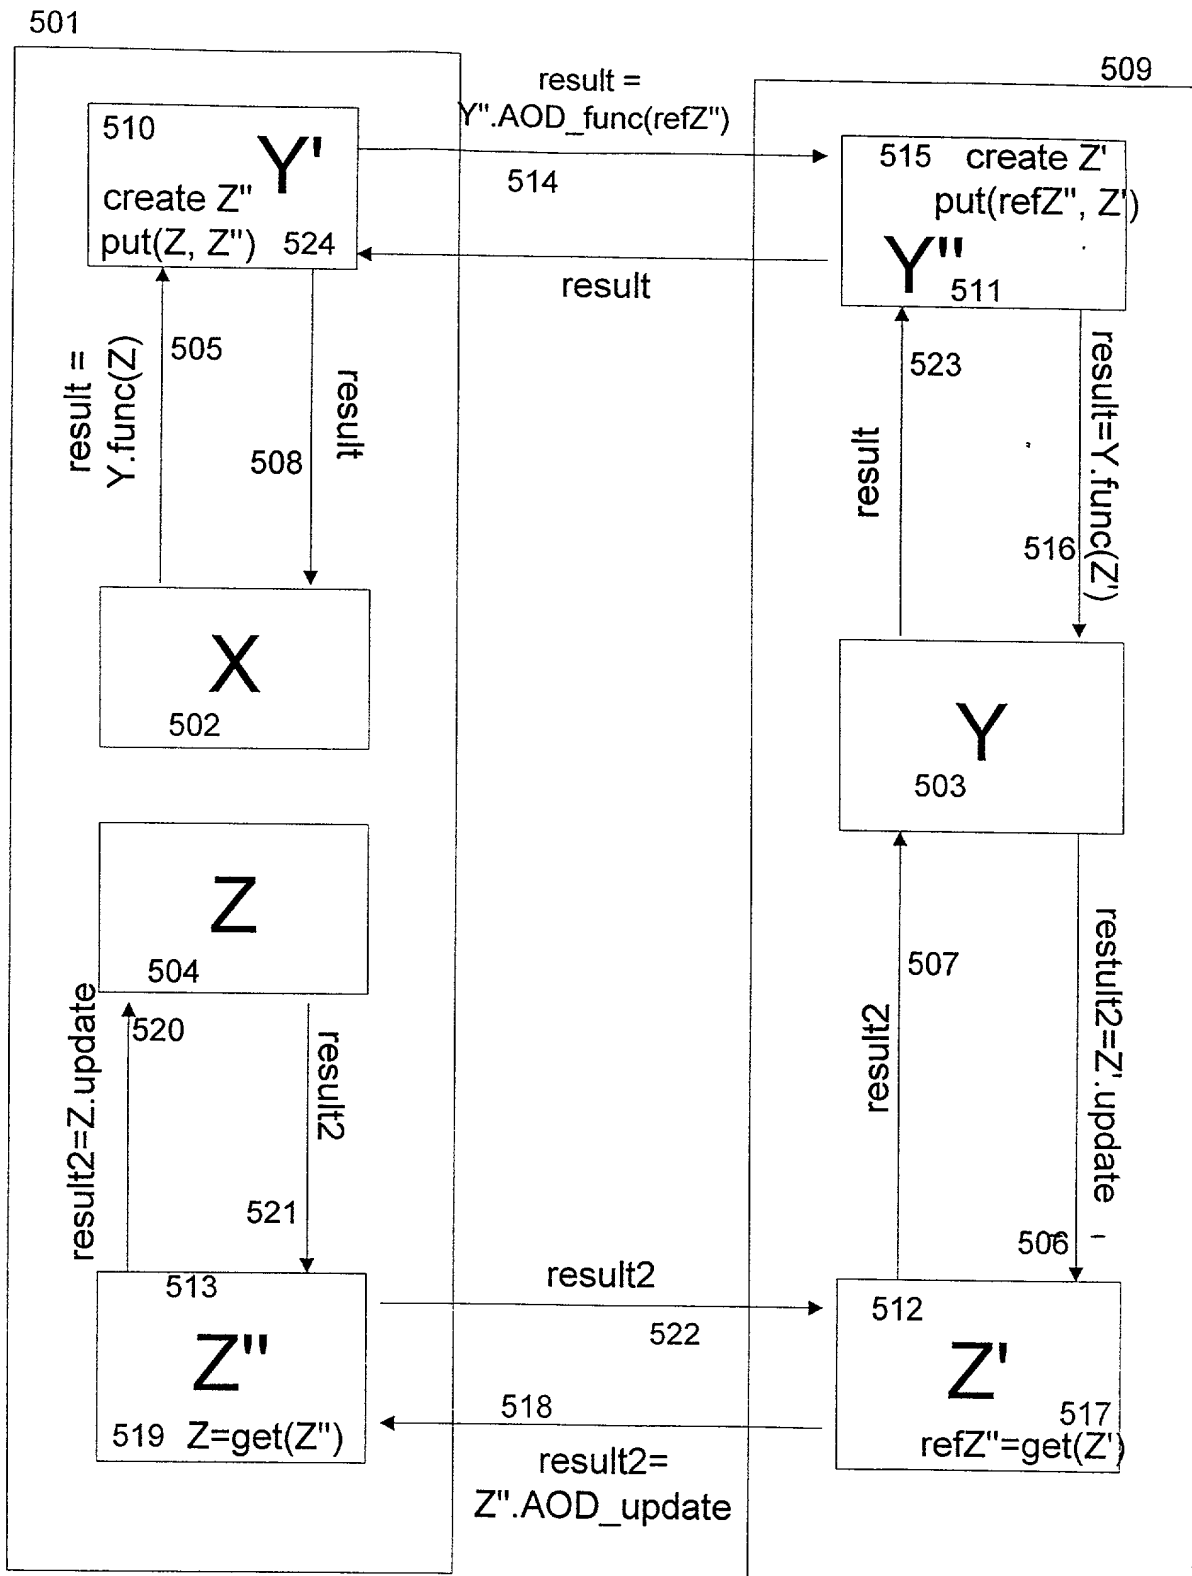 501
509
result =
Y".AOD_func(refZ")
514
510
Y'
create Z"
put(Z, Z")
524
515
create Z'
put(refZ", Z')
Y"
511
result
result =
Y.func(Z)
505
508
result
result
523
516
result=Y.func(Z')
X
502
Y
503
Z
504
result2=Z.update
520
521
result2
result2
507
506
restult2=Z'.update
513
Z"
519 Z=get(Z")
result2
522
518
result2=
Z".AOD_update
512
Z'
517
refZ"=get(Z')